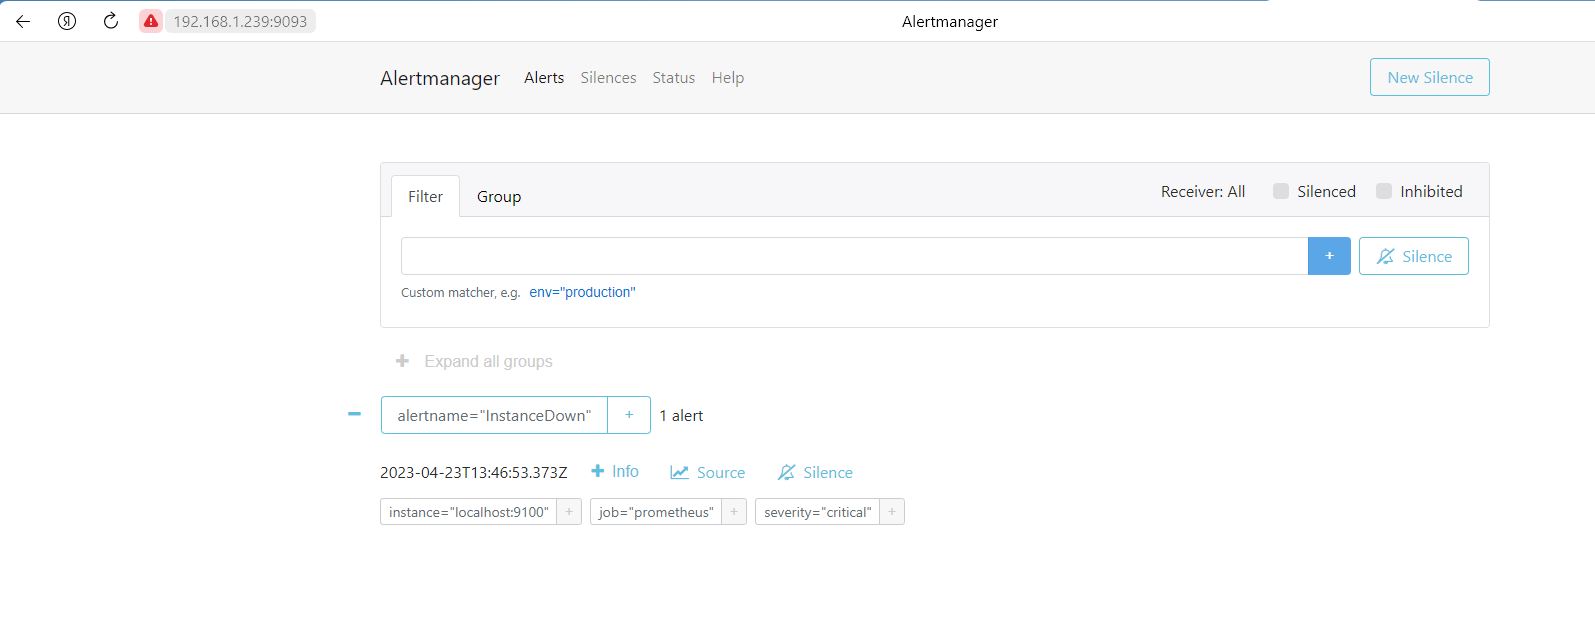 192.168.1.239:9093 Alertmanager
Alertmanager Alerts Silences Status Help New Silence
Filter Group Receiver: All Silenced Inhibited
+ Silence
Custom matcher, e.g. env="production"
+ Expand all groups
alertname="InstanceDown" + 1 alert
2023-04-23T13:46:53.373Z + Info Source Silence
instance="localhost:9100" + job="prometheus" + severity="critical" +